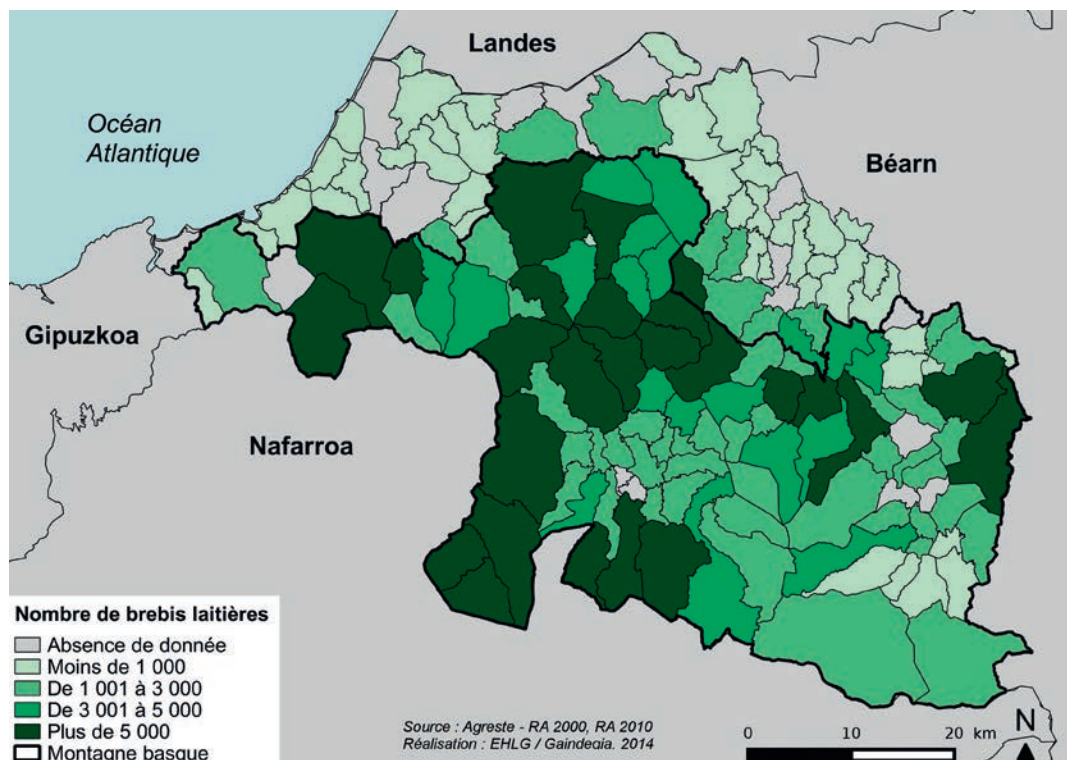 Landes
Océan
Atlantique
Béarn
Gipuzkoa
Nafarroa
Nombre de brebis laitières
Absence de donnée
Moins de 1 000
De 1 001 à 3 000
De 3 001 à 5 000
Plus de 5 000
Montagne basque
Source : Agreste - RA 2000, RA 2010
Réalisation : EHLG / Gaindegia, 2014
0 10 20 km
N